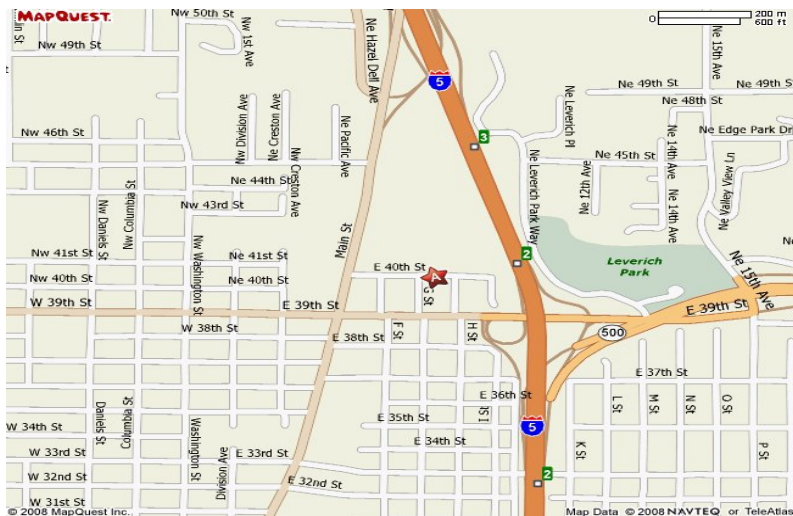 MAPQUEST.
Nw 50th St
200 m
0
600 ft
Main St
Nw 1st Ave
Ne Hazel Dell Ave
Ne 15th Ave
Nw 49th St
5
Ne 49th St
Ne 49th St
Ne 48th St
Ne Leverich Pl
Nw Division Ave
Ne Creston Ave
Ne Pacific Ave
Nw 46th St
3
Ne Edge Park Dr
Ne 14th Ave
Ne 45th St
Ne Leverich Park Way
Ne 12th Ave
Ne 14th Ave
Ne Valley View Ln
Ne 44th St
Nw Creston Ave
Nw 43rd St
Nw Daniels St
Nw Columbia St
Nw Washington St
Main St
Nw 41st St
Ne 41st St
2
Leverich
Park
E 40th St
A
Nw 40th St
Ne 40th St
G St
Ne 15th Ave
W 39th St
E 39th St
E 39th St
W 38th St
E 38th St
F St
H St
500
E 37th St
E 36th St
L St
M St
N St
O St
Daniels St
Columbia St
Washington St
E 35th St
St I
W 34th St
E 34th St
5
K St
P St
W 33rd St
E 33rd St
Division Ave
W 32nd St
E 32nd St
2
W 31st St
© 2008 MapQuest Inc.
Map Data © 2008 NAVTEQ or TeleAtlas